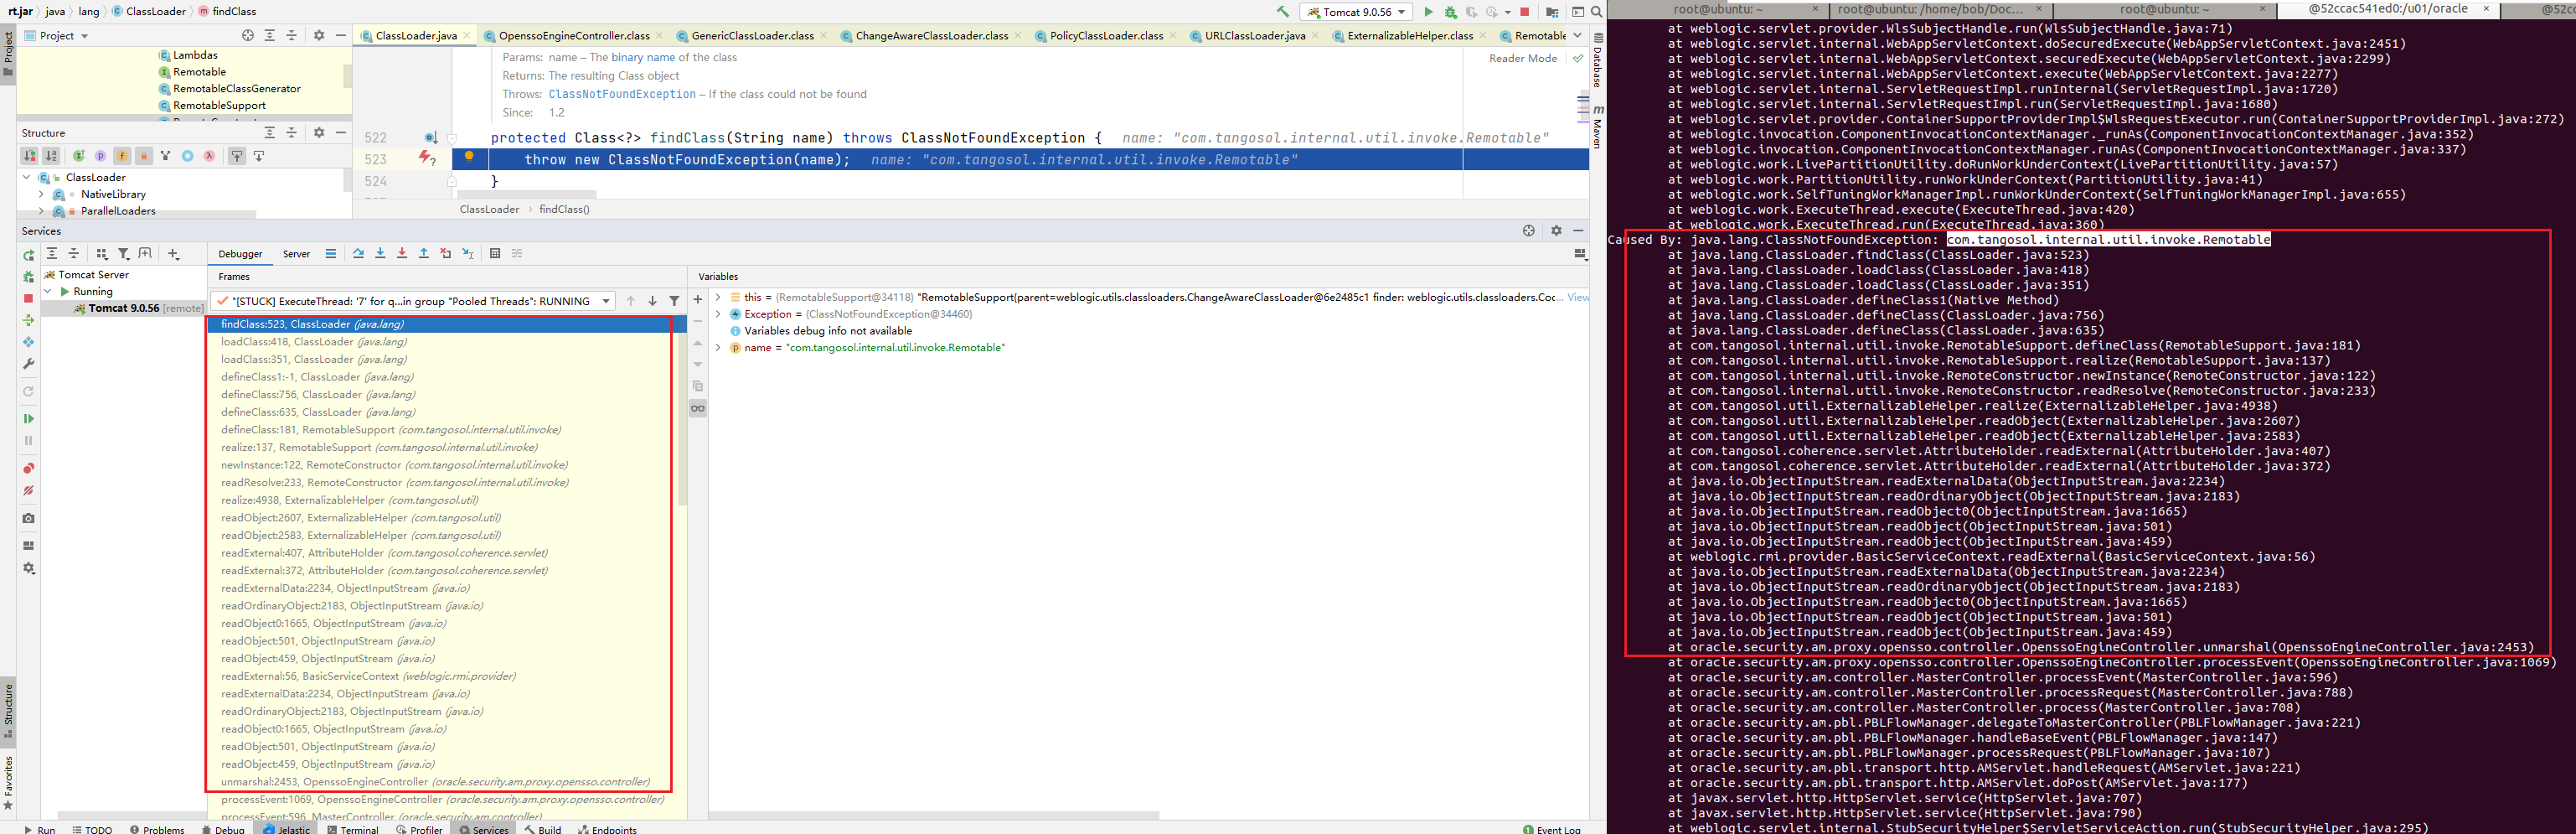 rt.jar java lang ClassLoader findClass
Tomcat 9.0.56
Project
Project
Lambdas
Remotable
RemotableClassGenerator
RemotableSupport
Structure
ClassLoader
NativeLibrary
ParallelLoaders
ClassLoader.java OpenssoEngineController.class GenericClassLoader.class ChangeAwareClassLoader.class PolicyClassLoader.class URLClassLoader.java ExternalizableHelper.class Remotable
Params: name – The binary name of the class
Returns: The resulting Class object
Throws: ClassNotFoundException – If the class could not be found
Since: 1.2
Reader Mode
522 protected Class<?> findClass(String name) throws ClassNotFoundException { name: "com.tangosol.internal.util.invoke.Remotable"
523 throw new ClassNotFoundException(name); name: "com.tangosol.internal.util.invoke.Remotable"
524 }
ClassLoader findClass()
Database
Maven
Services
Debugger Server
Tomcat Server
Running
Tomcat 9.0.56 [remote]
Frames
"[STUCK] ExecuteThread: '7' for q...in group "Pooled Threads": RUNNING
findClass:523, ClassLoader (java.lang)
loadClass:418, ClassLoader (java.lang)
loadClass:351, ClassLoader (java.lang)
defineClass1:-1, ClassLoader (java.lang)
defineClass:756, ClassLoader (java.lang)
defineClass:635, ClassLoader (java.lang)
defineClass:181, RemotableSupport (com.tangosol.internal.util.invoke)
realize:137, RemotableSupport (com.tangosol.internal.util.invoke)
newInstance:122, RemoteConstructor (com.tangosol.internal.util.invoke)
readResolve:233, RemoteConstructor (com.tangosol.internal.util.invoke)
realize:4938, ExternalizableHelper (com.tangosol.util)
readObject:2607, ExternalizableHelper (com.tangosol.util)
readObject:2583, ExternalizableHelper (com.tangosol.util)
readExternal:407, AttributeHolder (com.tangosol.coherence.servlet)
readExternal:372, AttributeHolder (com.tangosol.coherence.servlet)
readExternalData:2234, ObjectInputStream (java.io)
readOrdinaryObject:2183, ObjectInputStream (java.io)
readObject0:1665, ObjectInputStream (java.io)
readObject:501, ObjectInputStream (java.io)
readObject:459, ObjectInputStream (java.io)
readExternal:56, BasicServiceContext (weblogic.rmi.provider)
readExternalData:2234, ObjectInputStream (java.io)
readOrdinaryObject:2183, ObjectInputStream (java.io)
readObject0:1665, ObjectInputStream (java.io)
readObject:501, ObjectInputStream (java.io)
readObject:459, ObjectInputStream (java.io)
unmarshal:2453, OpenssoEngineController (oracle.security.am.proxy.opensso.controller)
processEvent:1069, OpenssoEngineController (oracle.security.am.proxy.opensso.controller)
processEvent:596, MasterController (oracle.security.am.controller)
Variables
this = {RemotableSupport@34118} "RemotableSupport(parent=weblogic.utils.classloaders.ChangeAwareClassLoader@6e2485c1 finder: weblogic.utils.classloaders.Coc... View
Exception = {ClassNotFoundException@34460}
Variables debug info not available
name = "com.tangosol.internal.util.invoke.Remotable"
Structure
Favorites
Run TODO Problems Debug Jelastic Terminal Profiler Services Build Endpoints
Event Log
root@ubuntu: ~ root@ubuntu: /home/bob/Doc... root@ubuntu: ~ @52ccac541ed0:/u01/oracle @52cc
at weblogic.servlet.provider.WlsSubjectHandle.run(WlsSubjectHandle.java:71)
at weblogic.servlet.internal.WebAppServletContext.doSecuredExecute(WebAppServletContext.java:2451)
at weblogic.servlet.internal.WebAppServletContext.securedExecute(WebAppServletContext.java:2299)
at weblogic.servlet.internal.WebAppServletContext.execute(WebAppServletContext.java:2277)
at weblogic.servlet.internal.ServletRequestImpl.runInternal(ServletRequestImpl.java:1720)
at weblogic.servlet.internal.ServletRequestImpl.run(ServletRequestImpl.java:1680)
at weblogic.servlet.provider.ContainerSupportProviderImpl$WlsRequestExecutor.run(ContainerSupportProviderImpl.java:272)
at weblogic.invocation.ComponentInvocationContextManager._runAs(ComponentInvocationContextManager.java:352)
at weblogic.invocation.ComponentInvocationContextManager.runAs(ComponentInvocationContextManager.java:337)
at weblogic.work.LivePartitionUtility.doRunWorkUnderContext(LivePartitionUtility.java:57)
at weblogic.work.PartitionUtility.runWorkUnderContext(PartitionUtility.java:41)
at weblogic.work.SelfTuningWorkManagerImpl.runWorkUnderContext(SelfTuningWorkManagerImpl.java:655)
at weblogic.work.ExecuteThread.execute(ExecuteThread.java:420)
at weblogic.work.ExecuteThread.run(ExecuteThread.java:360)
Caused By: java.lang.ClassNotFoundException: com.tangosol.internal.util.invoke.Remotable
at java.lang.ClassLoader.findClass(ClassLoader.java:523)
at java.lang.ClassLoader.loadClass(ClassLoader.java:418)
at java.lang.ClassLoader.loadClass(ClassLoader.java:351)
at java.lang.ClassLoader.defineClass1(Native Method)
at java.lang.ClassLoader.defineClass(ClassLoader.java:756)
at java.lang.ClassLoader.defineClass(ClassLoader.java:635)
at com.tangosol.internal.util.invoke.RemotableSupport.defineClass(RemotableSupport.java:181)
at com.tangosol.internal.util.invoke.RemotableSupport.realize(RemotableSupport.java:137)
at com.tangosol.internal.util.invoke.RemoteConstructor.newInstance(RemoteConstructor.java:122)
at com.tangosol.internal.util.invoke.RemoteConstructor.readResolve(RemoteConstructor.java:233)
at com.tangosol.util.ExternalizableHelper.realize(ExternalizableHelper.java:4938)
at com.tangosol.util.ExternalizableHelper.readObject(ExternalizableHelper.java:2607)
at com.tangosol.util.ExternalizableHelper.readObject(ExternalizableHelper.java:2583)
at com.tangosol.coherence.servlet.AttributeHolder.readExternal(AttributeHolder.java:407)
at com.tangosol.coherence.servlet.AttributeHolder.readExternal(AttributeHolder.java:372)
at java.io.ObjectInputStream.readExternalData(ObjectInputStream.java:2234)
at java.io.ObjectInputStream.readOrdinaryObject(ObjectInputStream.java:2183)
at java.io.ObjectInputStream.readObject0(ObjectInputStream.java:1665)
at java.io.ObjectInputStream.readObject(ObjectInputStream.java:501)
at java.io.ObjectInputStream.readObject(ObjectInputStream.java:459)
at weblogic.rmi.provider.BasicServiceContext.readExternal(BasicServiceContext.java:56)
at java.io.ObjectInputStream.readExternalData(ObjectInputStream.java:2234)
at java.io.ObjectInputStream.readOrdinaryObject(ObjectInputStream.java:2183)
at java.io.ObjectInputStream.readObject0(ObjectInputStream.java:1665)
at java.io.ObjectInputStream.readObject(ObjectInputStream.java:501)
at java.io.ObjectInputStream.readObject(ObjectInputStream.java:459)
at oracle.security.am.proxy.opensso.controller.OpenssoEngineController.unmarshal(OpenssoEngineController.java:2453)
at oracle.security.am.proxy.opensso.controller.OpenssoEngineController.processEvent(OpenssoEngineController.java:1069)
at oracle.security.am.controller.MasterController.processEvent(MasterController.java:596)
at oracle.security.am.controller.MasterController.processRequest(MasterController.java:788)
at oracle.security.am.controller.MasterController.process(MasterController.java:708)
at oracle.security.am.pbl.PBLFlowManager.delegateToMasterController(PBLFlowManager.java:221)
at oracle.security.am.pbl.PBLFlowManager.handleBaseEvent(PBLFlowManager.java:147)
at oracle.security.am.pbl.PBLFlowManager.processRequest(PBLFlowManager.java:107)
at oracle.security.am.pbl.transport.http.AMServlet.handleRequest(AMServlet.java:221)
at oracle.security.am.pbl.transport.http.AMServlet.doPost(AMServlet.java:177)
at javax.servlet.http.HttpServlet.service(HttpServlet.java:707)
at javax.servlet.http.HttpServlet.service(HttpServlet.java:790)
at weblogic.servlet.internal.StubSecurityHelper$ServletServiceAction.run(StubSecurityHelper.java:295)